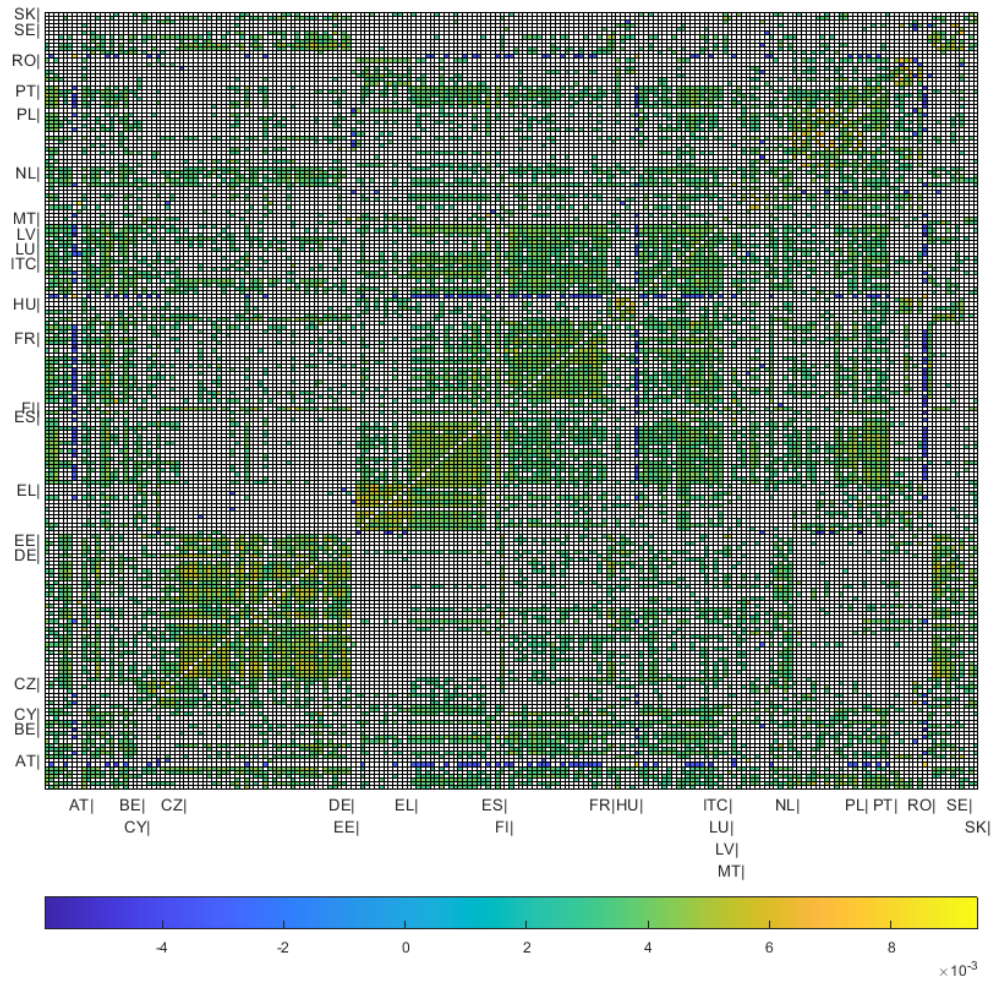 SK|
SE|
RO|
PT|
PL|
NL|
MT|
LV|
LU|
ITC|
HU|
FR|
FI|
ES|
EL|
EE|
DE|
CZ|
CY|
BE|
AT|
AT| BE| CZ| DE| EL| ES| FR| HU| ITC| NL| PL| PT| RO| SE|
CY| EE| FI| LU| SK|
LV|
MT|
-4 -2 0 2 4 6 8
×10-3